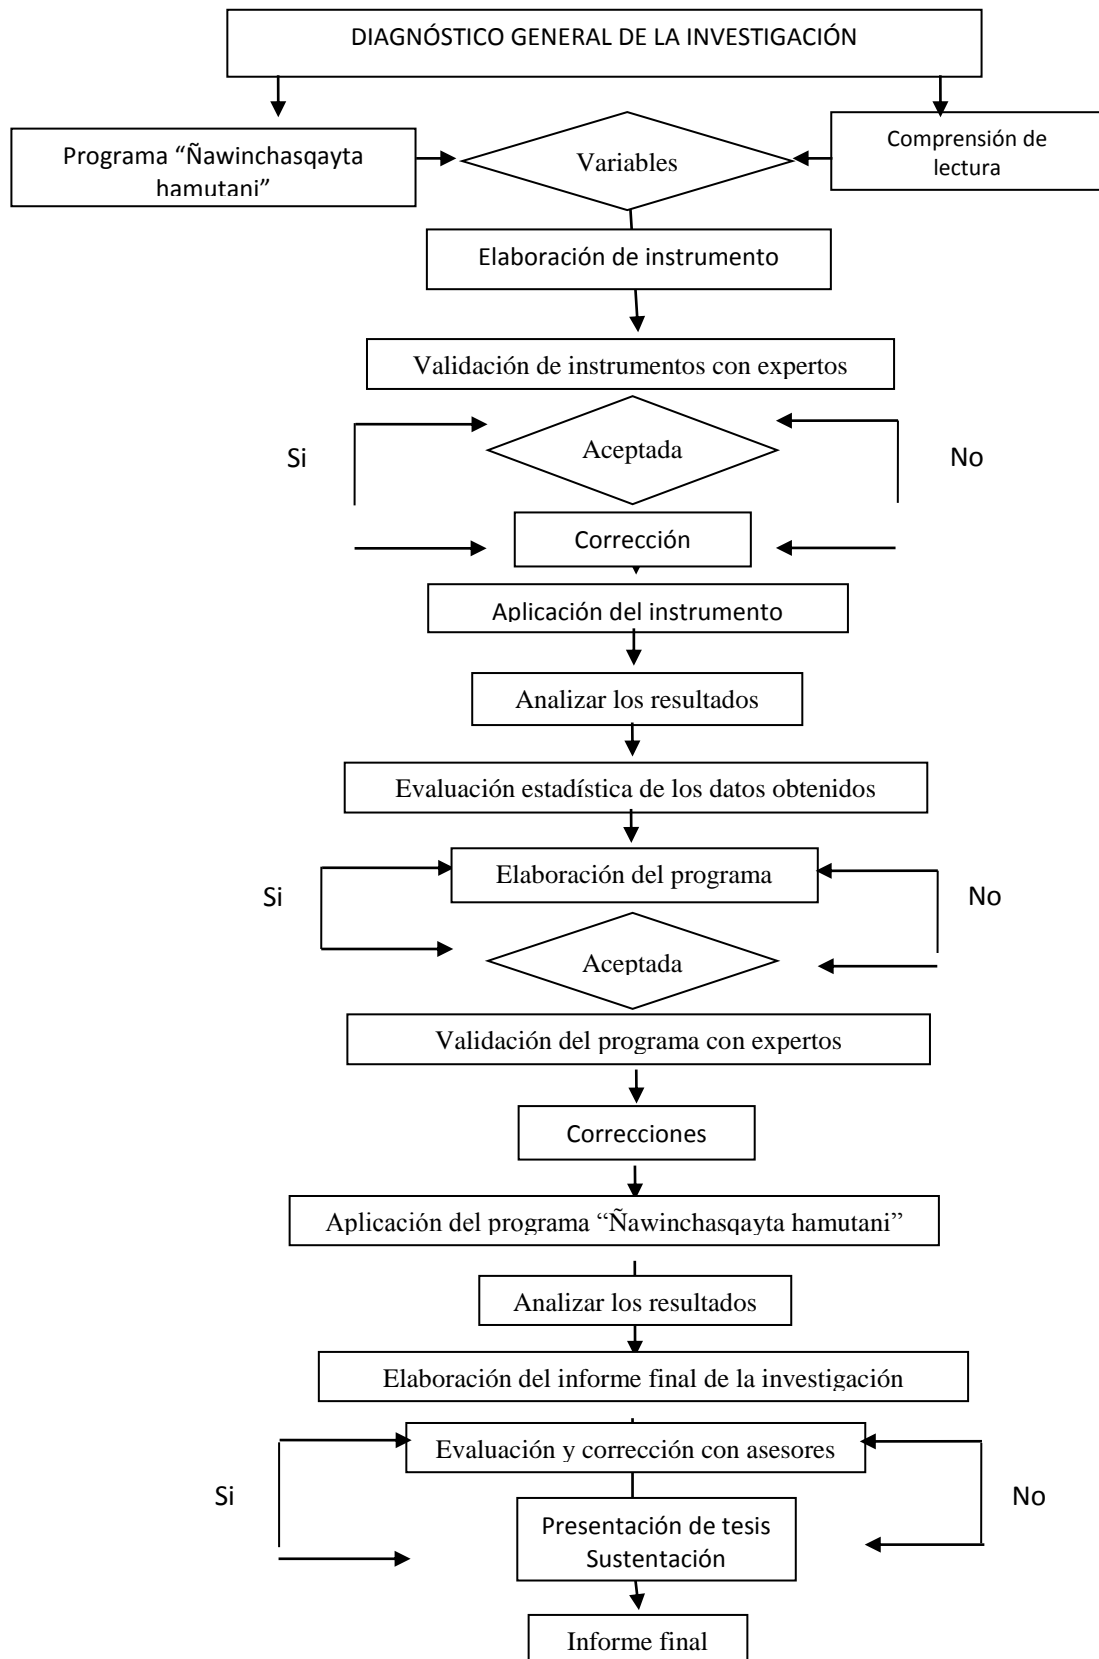 DIAGNÓSTICO GENERAL DE LA INVESTIGACIÓN
Programa “Ñawinchasqayta
hamutani”
Variables
Comprensión de
lectura
Elaboración de instrumento
Validación de instrumentos con expertos
Si
Aceptada
No
Corrección
Aplicación del instrumento
Analizar los resultados
Evaluación estadística de los datos obtenidos
Elaboración del programa
Si
No
Aceptada
Validación del programa con expertos
Correcciones
Aplicación del programa “Ñawinchasqayta hamutani”
Analizar los resultados
Elaboración del informe final de la investigación
Evaluación y corrección con asesores
Si
No
Presentación de tesis
Sustentación
Informe final